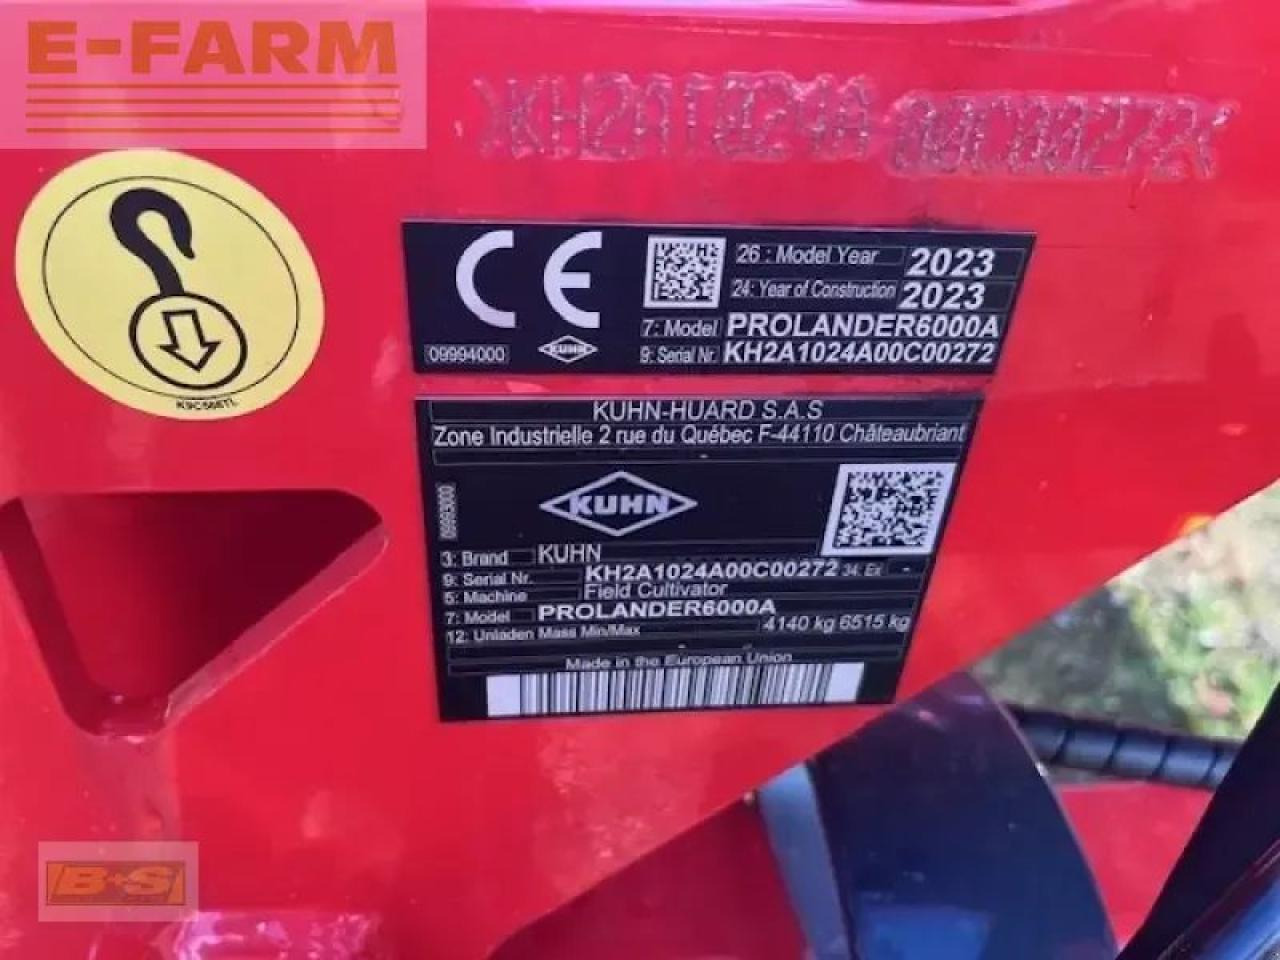 E-FARM
KH2A1024A 00C00272
26 : Model Year 2023
24: Year of Construction 2023
7: Model PROLANDER6000A
9: Serial Nr. KH2A1024A00C00272
09994000
KUHN
KUHN-HUARD S.A.S
Zone Industrielle 2 rue du Québec F-44110 Châteaubriant
09993000
KUHN
3: Brand KUHN
9: Serial Nr. KH2A1024A00C00272 34: Ex -
5: Machine Field Cultivator
7: Model PROLANDER6000A
12: Unladen Mass Min/Max 4140 kg 6515 kg
Made in the European Union
B+S